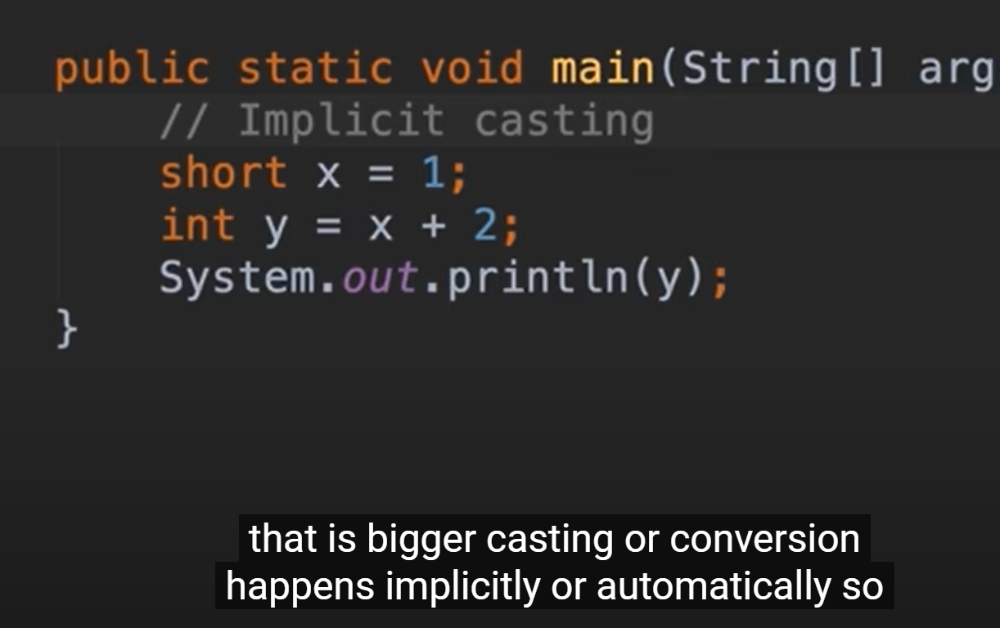 public static void main(String[] arg
// Implicit casting
short x = 1;
int y = x + 2;
System.out.println(y);
}
that is bigger casting or conversion
happens implicitly or automatically so